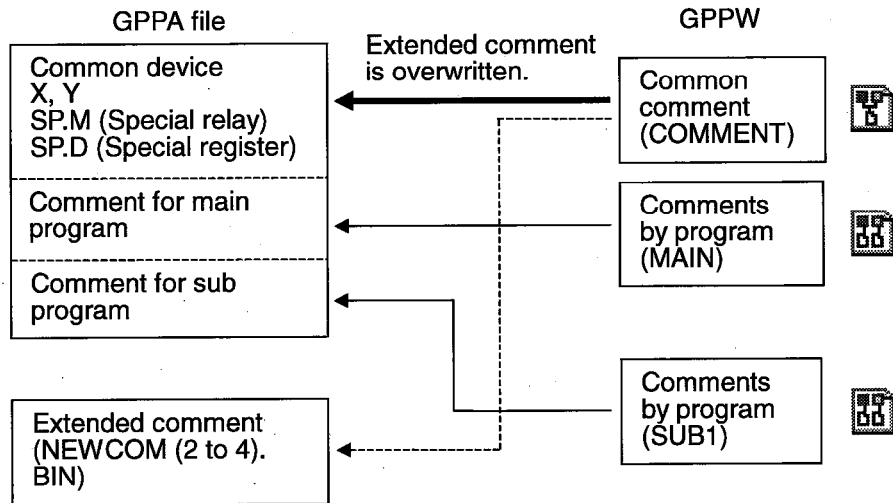 GPPA file
Common device
X, Y
SP.M (Special relay)
SP.D (Special register)
Comment for main
program
Comment for sub
program
Extended comment
(NEWCOM (2 to 4).
BIN)
Extended comment
is overwritten.
GPPW
Common
comment
(COMMENT)
Comments
by program
(MAIN)
Comments
by program
(SUB1)